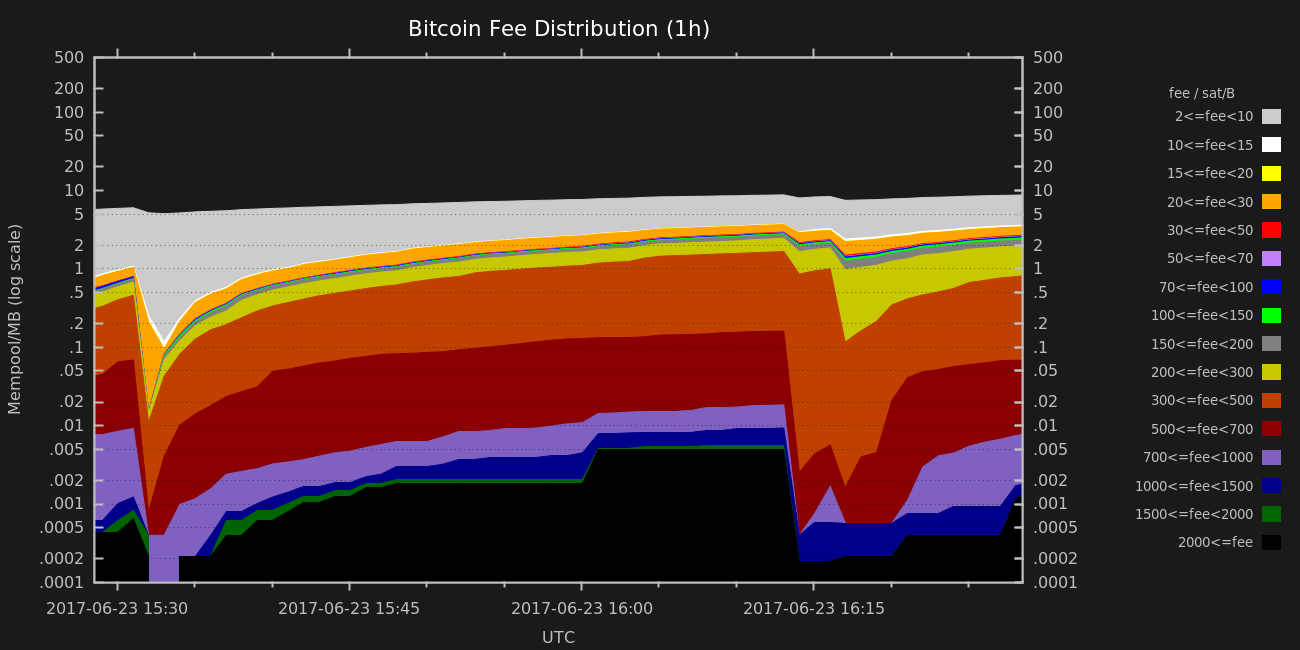 Bitcoin Fee Distribution (1h)
500 500
200 200
100 100
50 50
20 20
10 10
5 5
2 2
1 1
.5 .5
.2 .2
.1 .1
.05 .05
.02 .02
.01 .01
.005 .005
.002 .002
.001 .001
.0005 .0005
.0002 .0002
.0001 .0001
Mempool/MB (log scale)
2017-06-23 15:30 2017-06-23 15:45 2017-06-23 16:00 2017-06-23 16:15
UTC
fee / sat/B
2<=fee<10
10<=fee<15
15<=fee<20
20<=fee<30
30<=fee<50
50<=fee<70
70<=fee<100
100<=fee<150
150<=fee<200
200<=fee<300
300<=fee<500
500<=fee<700
700<=fee<1000
1000<=fee<1500
1500<=fee<2000
2000<=fee